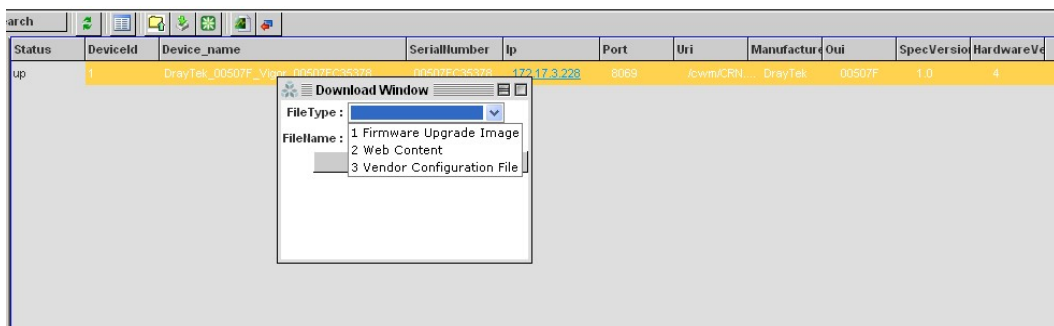 arch
Status DeviceId Device_name SerialNumber Ip Port Uri Manufacture Oui SpecVersion HardwareVe
up 1 DrayTek_00507F_Vigor_00507FC35378 00507FC35378 172.17.3.228 8069 /cwm/CRN... DrayTek 00507F 1.0 4
Download Window
FileType :
1 Firmware Upgrade Image
FileName :
2 Web Content
3 Vendor Configuration File